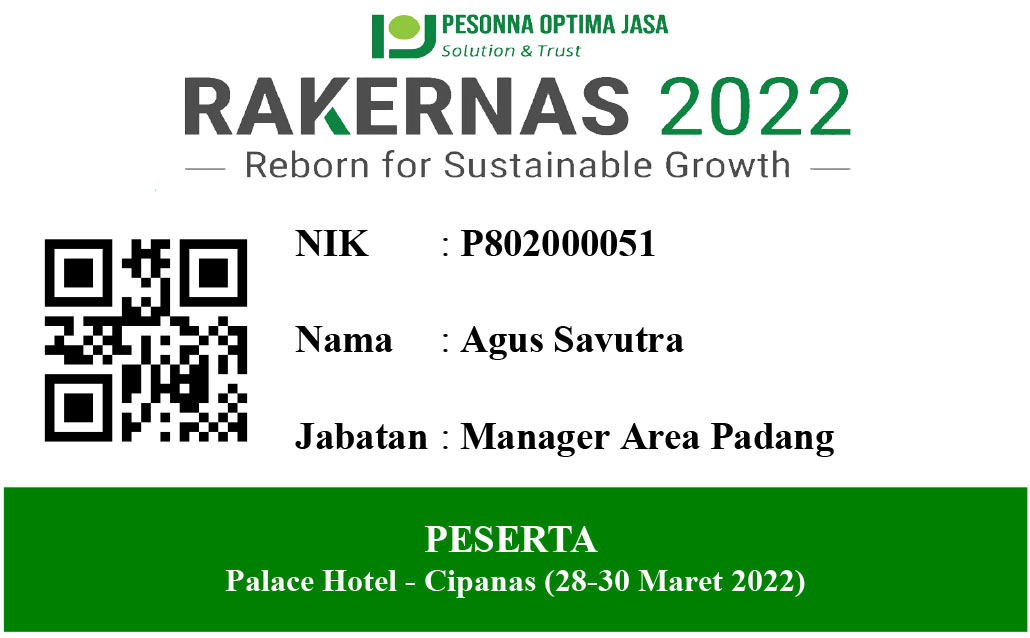 PESONNA OPTIMA JASA
Solution & Trust
RAKERNAS 2022
Reborn for Sustainable Growth
NIK : P802000051
Nama : Agus Savutra
Jabatan : Manager Area Padang
PESERTA
Palace Hotel - Cipanas (28-30 Maret 2022)